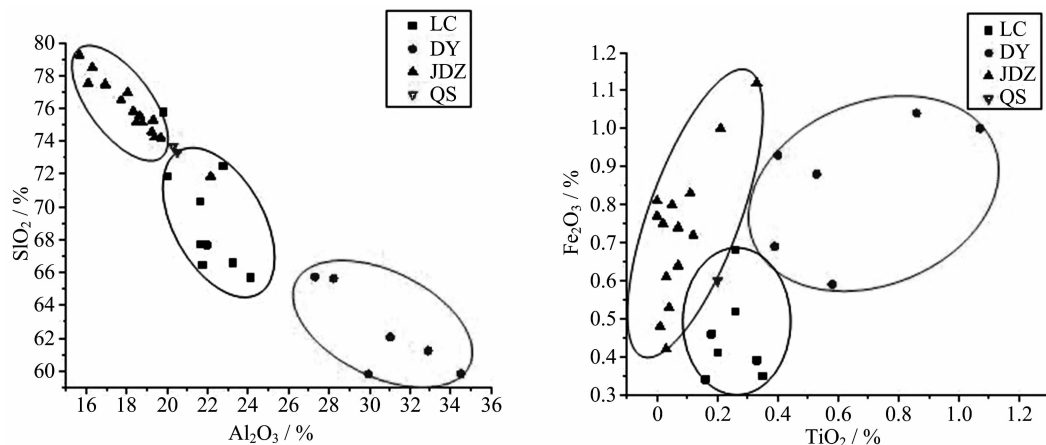 LC
DY
JDZ
QS
80
78
76
74
72
70
68
66
64
62
60
SlO2 / %
16 18 20 22 24 26 28 30 32 34 36
Al2O3 / %
LC
DY
JDZ
QS
1.2
1.1
1.0
0.9
0.8
0.7
0.6
0.5
0.4
0.3
Fe2O3 / %
0 0.2 0.4 0.6 0.8 1.0 1.2
TiO2 / %